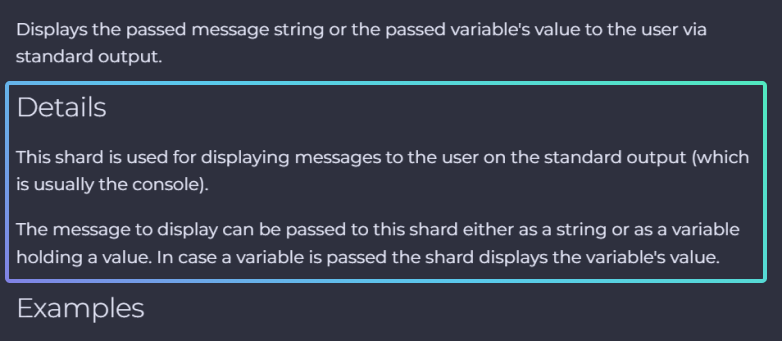 Displays the passed message string or the passed variable's value to the user via
standard output.
Details
This shard is used for displaying messages to the user on the standard output (which
is usually the console).
The message to display can be passed to this shard either as a string or as a variable
holding a value. In case a variable is passed the shard displays the variable's value.
Examples